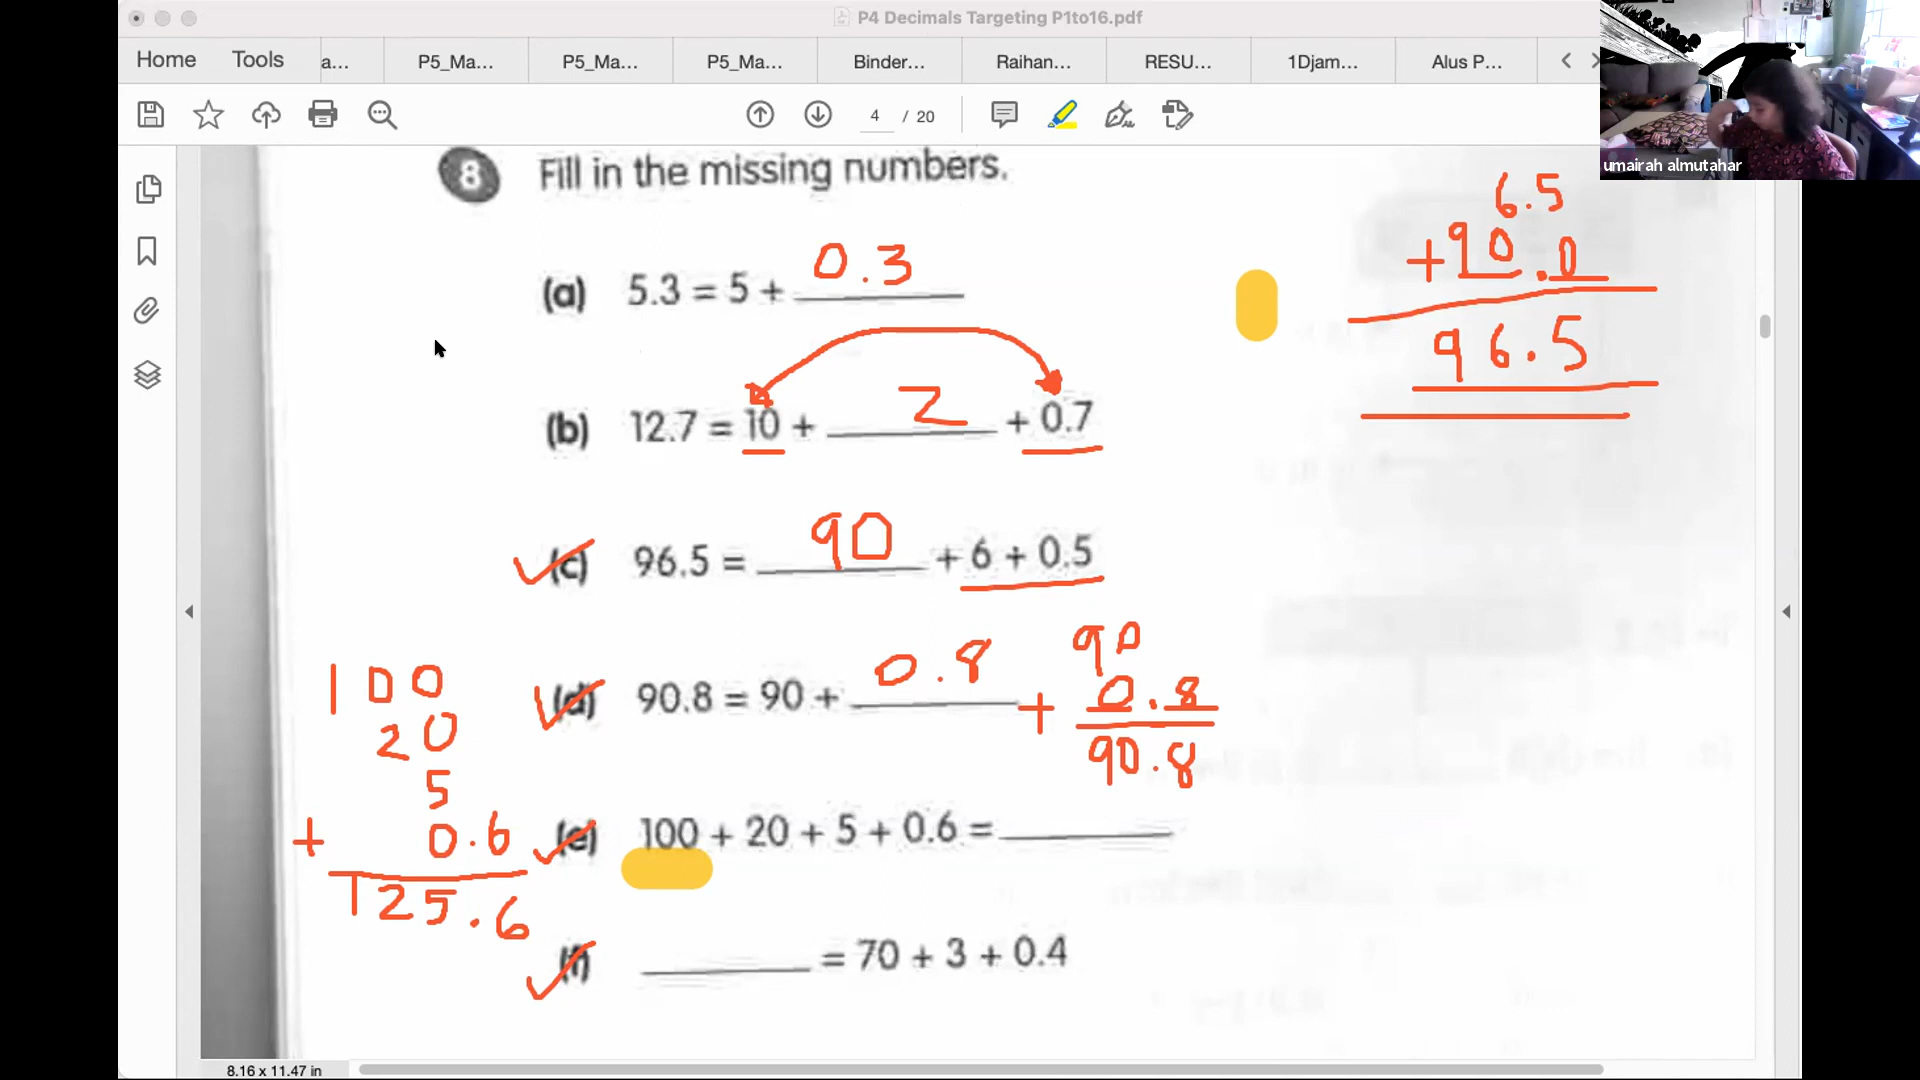 P4 Decimals Targeting P1to16.pdf
Home Tools a... P5_Ma... P5_Ma... P5_Ma... Binder... Raihan... RESU... 1Djam... Alus P...
4 / 20
umairah almutahar
8 Fill in the missing numbers.
6.5
+90.0
96.5
(a) 5.3 = 5 + 0.3
(b) 12.7 = 10 + 2 + 0.7
(c) 96.5 = 90 + 6 + 0.5
(d) 90.8 = 90 + 0.8
90
+ 0.8
90.8
100
20
5
+ 0.6
125.6
(e) 100 + 20 + 5 + 0.6 =
(f) = 70 + 3 + 0.4
8.16 x 11.47 in